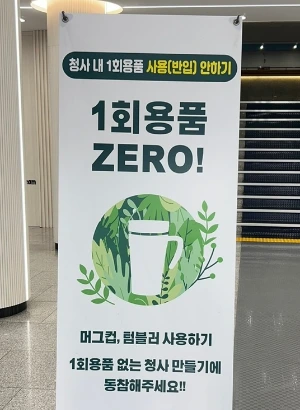 청사 내 1회용품 사용(반입) 안하기
1회용품
ZERO!
머그컵, 텀블러 사용하기
1회용품 없는 청사 만들기에
동참해주세요!!